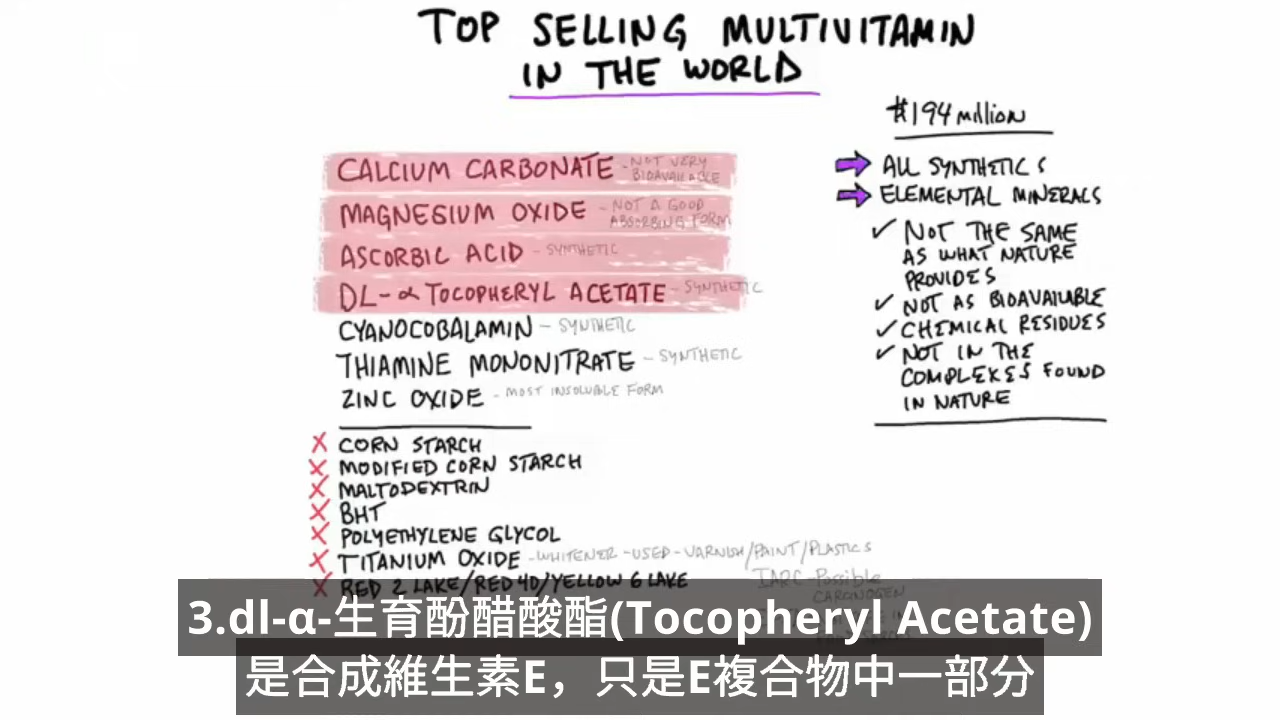 TOP SELLING MULTIVITAMIN
IN THE WORLD
$194 million
CALCIUM CARBONATE - NOT VERY
BIOAVAILABLE
MAGNESIUM OXIDE - NOT A GOOD
ABSORBING FORM
ASCORBIC ACID - SYNTHETIC
DL-α TOCOPHERYL ACETATE - SYNTHETIC
CYANOCOBALAMIN - SYNTHETIC
THIAMINE MONONITRATE - SYNTHETIC
ZINC OXIDE - MOST INSOLUABLE FORM
X CORN STARCH
X MODIFIED CORN STARCH
X MALTODEXTRIN
X BHT
X POLYETHYLENE GLYCOL
X TITANIUM OXIDE - WHITENER - USED - VARNISH/PAINT/PLASTICS
X RED 2 LAKE/RED 40/YELLOW 6 LAKE
IARC - Possible
CARCINOGEN
➡ ALL SYNTHETICS
➡ ELEMENTAL MINERALS
✓ NOT THE SAME
AS WHAT NATURE
PROVIDES
✓ NOT AS BIOAVAILABLE
✓ CHEMICAL RESIDUES
✓ NOT IN THE
COMPLEXES FOUND
IN NATURE
3.dl-α-生育酚醋酸酯(Tocopheryl Acetate)
是合成維生素E，只是E複合物中一部分